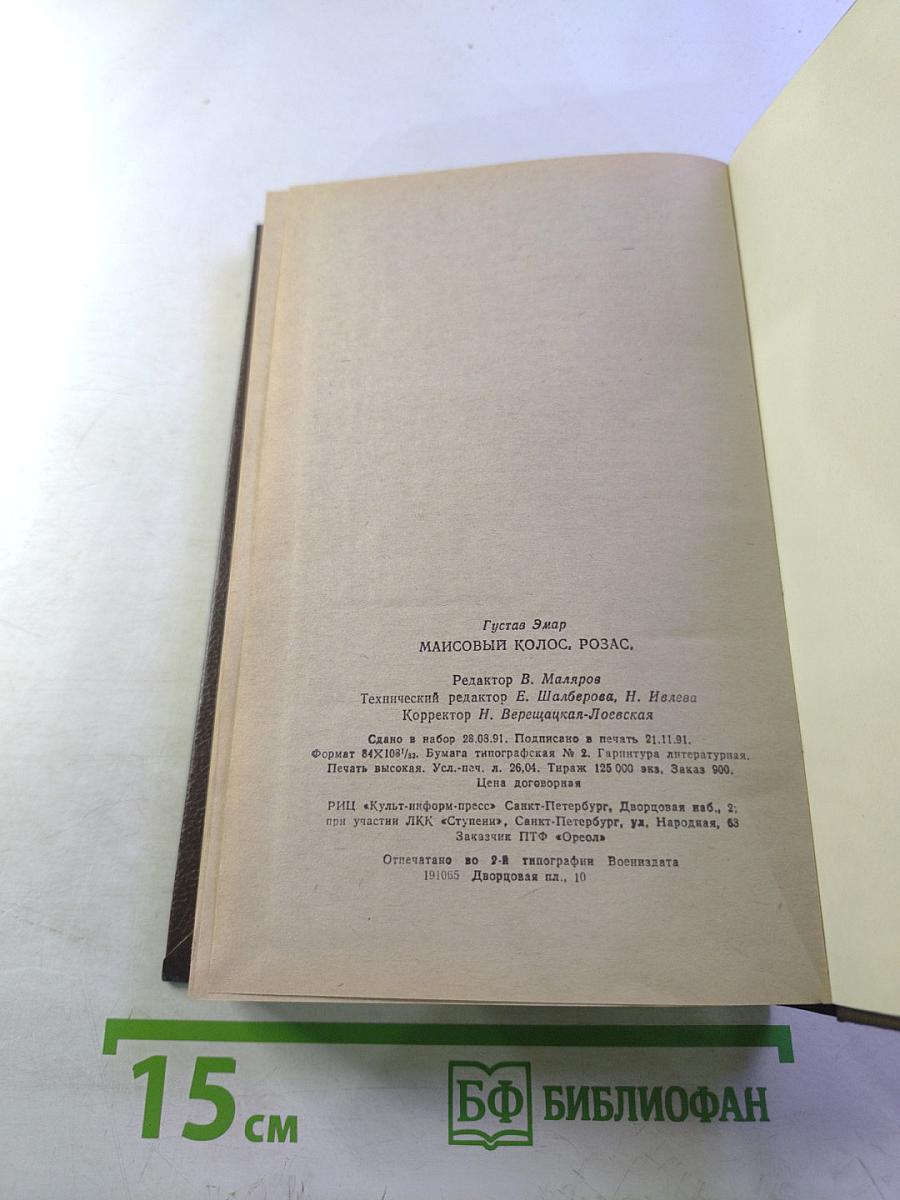 Густав Эмар
МАИСОВЫЙ КОЛОС. РОЗАС.
Редактор В. Маляров
Технический редактор Е. Шалберова, Н. Ивлева
Корректор Н. Верещацкая-Лоевская
Сдано в набор 28.03.91. Подписано в печать 21.11.91.
Формат 84X108¹/₃₂. Бумага типографская № 2. Гарнитура литературная.
Печать высокая. Усл.-печ. л. 26,04. Тираж 125 000 экз. Заказ 900.
Цена договорная
РИЦ «Культ-информ-пресс» Санкт-Петербург, Дворцовая наб., 2;
при участии ЛКК «Ступени», Санкт-Петербург, ул. Народная, 63
Заказчик ПТФ «Ореол»
Отпечатано во 2-й типографии Воениздата
191065 Дворцовая пл., 10
15 см
БФ БИБЛИОФАН